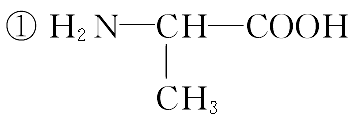 ① H₂N—CH—COOH
|
CH₃